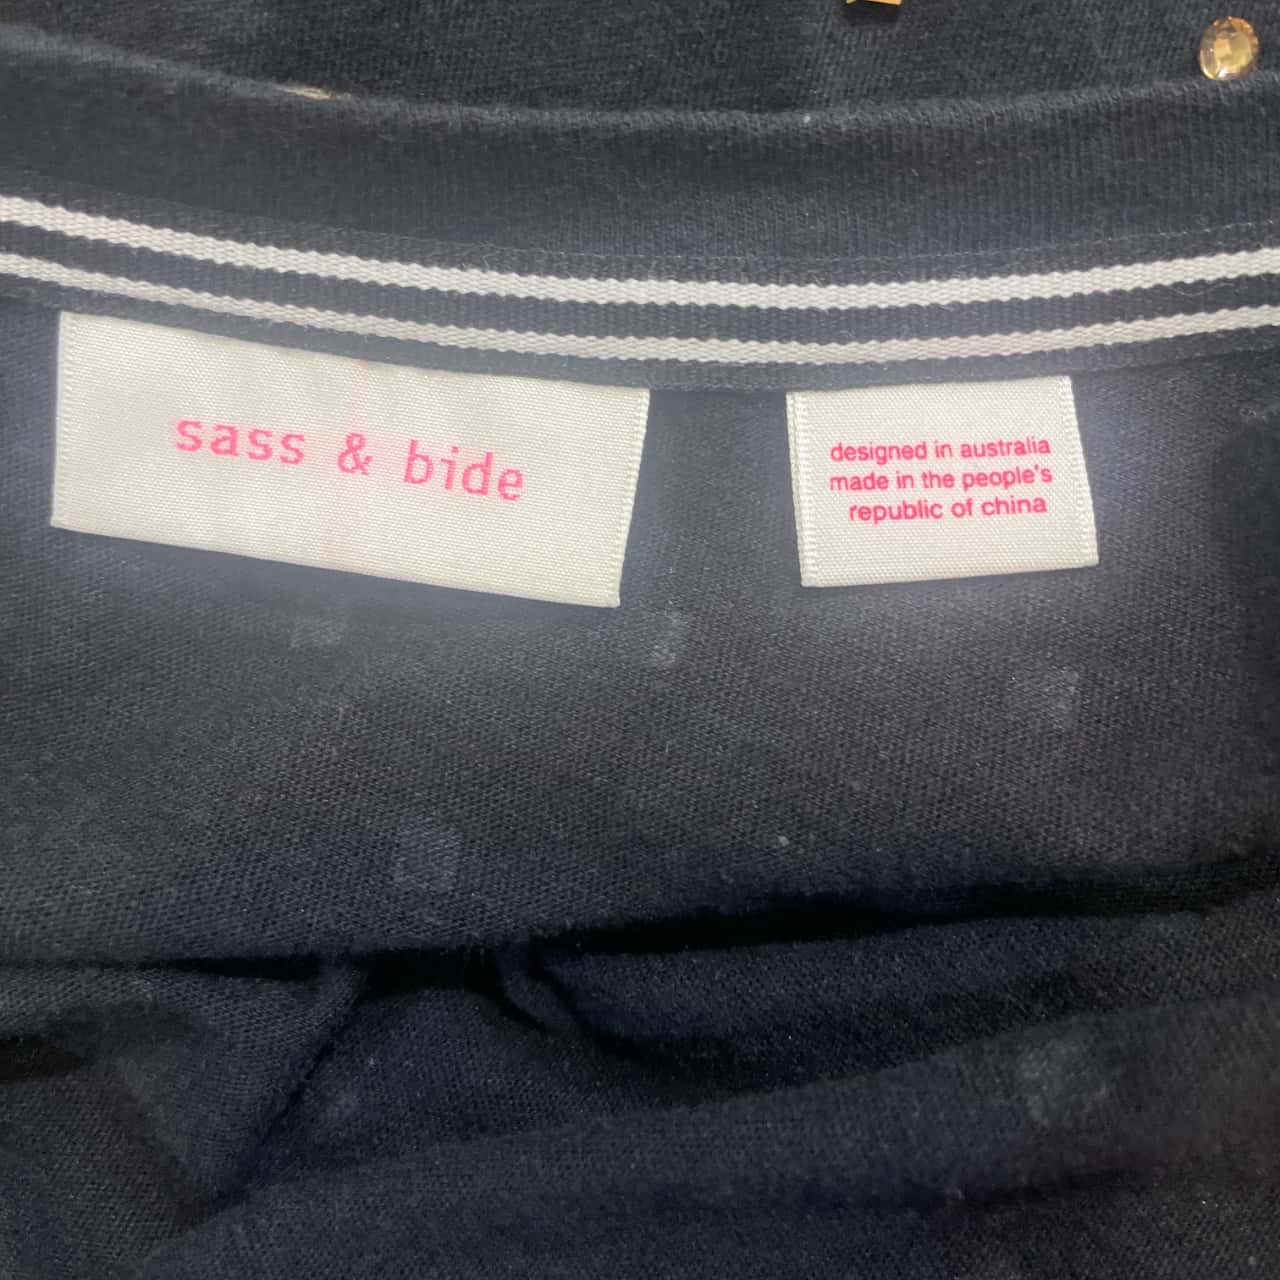 sass & bide
designed in australia
made in the people's
republic of china